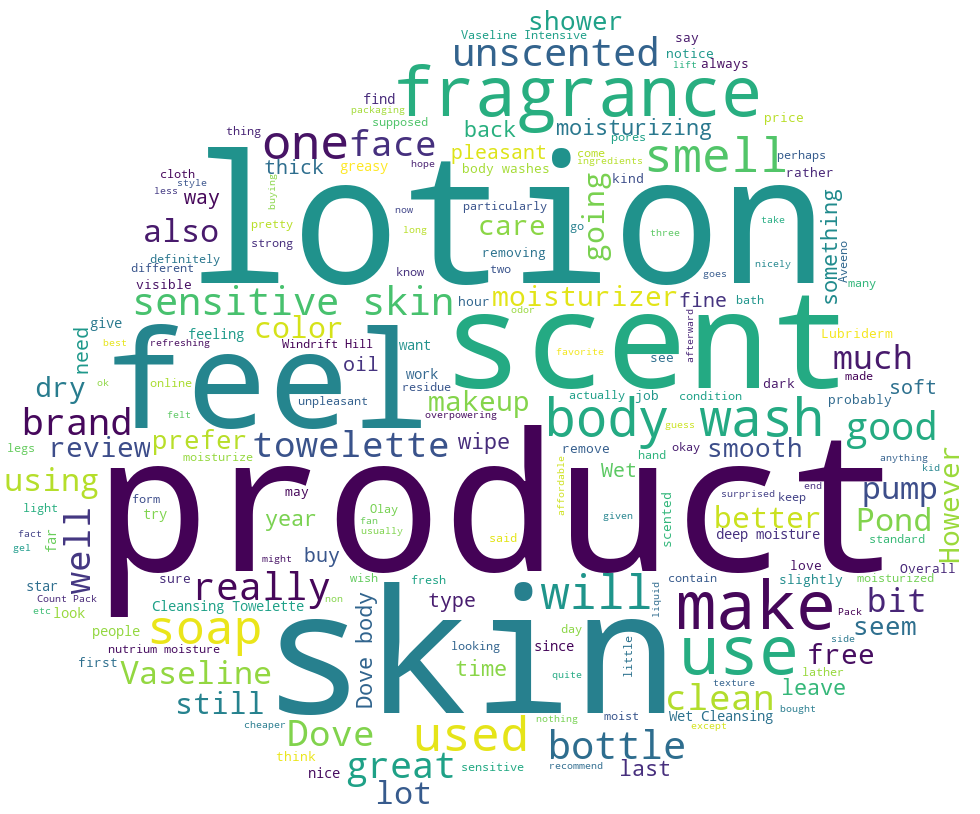 shower
Vaseline Intensive
say
unscented
notice
lift
always
fragrance
find
packaging
supposed
price
thing
one
face
back
moisturizing
pores
smell
perhaps
thick
greasy
hope
pleasant
body washes
come
ingredients
kind
rather
cloth
style
less
way
buying
lotion
now
particularly
go
going
something
also
pretty
strong
long
care
removing
three
take
definitely
different
visible
know
two
goes
nicely
Aveeno
many
sensitive skin
hour
moisturizer
fine
bath
odor
afterward
give
feeling
color
need
best
refreshing
Windrift Hill
want
scent
Lubriderm
feel
oil
work
favorite
see
much
made
dry
ok
online
unpleasant
residue
makeup
actually
job
condition
dark
probably
soft
brand
felt
overpowering
body wash
guess
good
legs
review
prefer
moisturize
towelette
wipe
remove
hand
okay
smooth
anything
kid
using
product
Wet
surprised
keep
end
pump
light
form
try
may
year
Olay
fan
usually
affordable
given
scented
better
deep moisture
Pond
standard
However
fact
gel
far
well
might
buy
said
star
sure
really
wish
fresh
contain
love
slightly
Overall
moisturized
Count Pack
etc
look
Cleansing Towelette
non
type
will
liquid
make
Pack
bit
people
soap
skin
looking
since
day
little
use
side
seem
nutrium moisture
first
Vaseline
Dove body
time
quite
free
lather
texture
clean
leave
bought
still
cheaper
Dove
used
nothing
moist
Wet Cleansing
except
think
nice
great
sensitive
bottle
recommend
last
lot